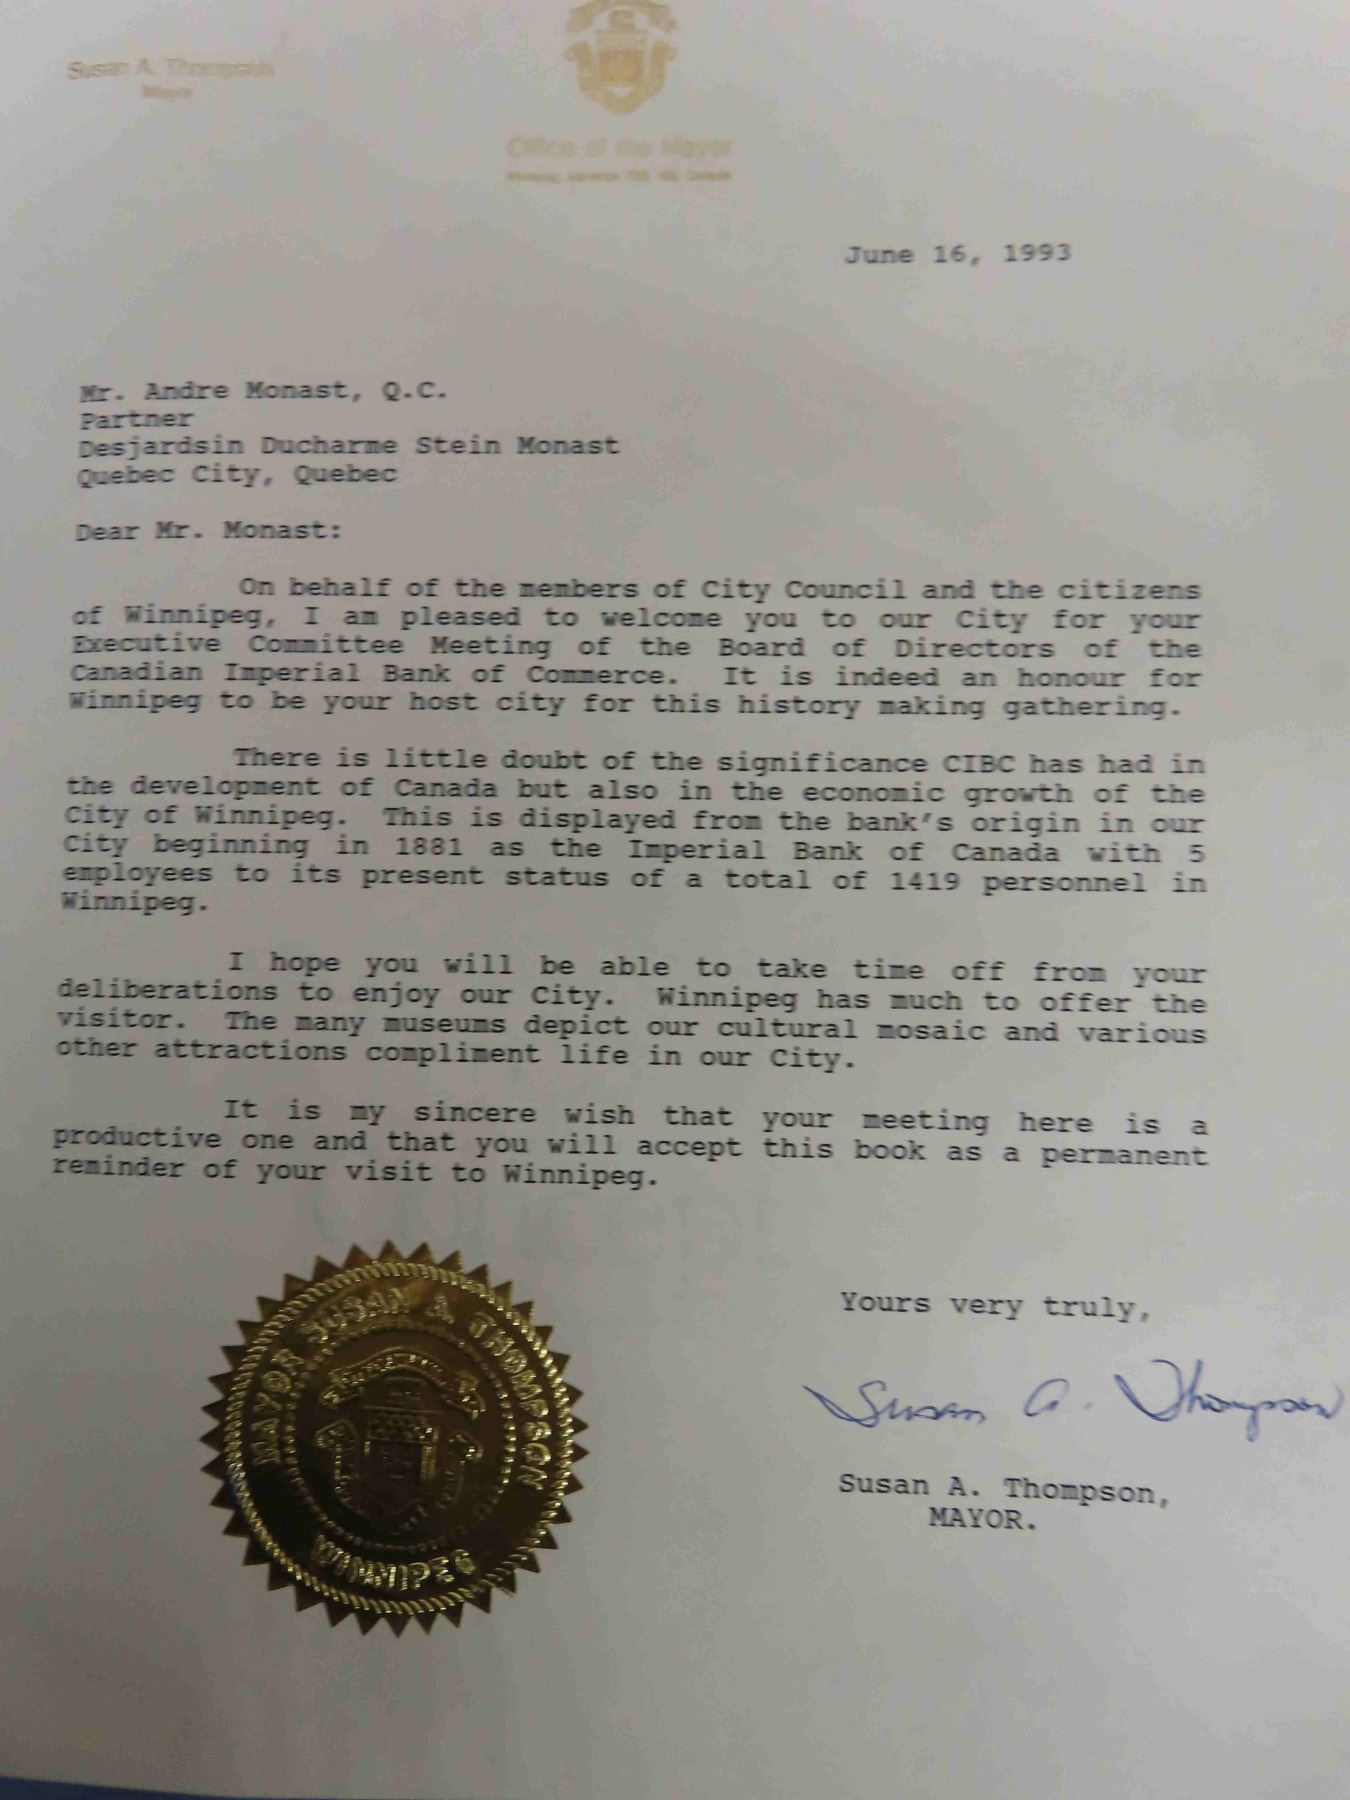 Susan A. Thompson
Mayor
Office of the Mayor
June 16, 1993
Mr. Andre Monast, Q.C.
Partner
Desjardsin Ducharme Stein Monast
Quebec City, Quebec
Dear Mr. Monast:
On behalf of the members of City Council and the citizens
of Winnipeg, I am pleased to welcome you to our City for your
Executive Committee Meeting of the Board of Directors of the
Canadian Imperial Bank of Commerce. It is indeed an honour for
Winnipeg to be your host city for this history making gathering.
There is little doubt of the significance CIBC has had in
the development of Canada but also in the economic growth of the
City of Winnipeg. This is displayed from the bank's origin in our
City beginning in 1881 as the Imperial Bank of Canada with 5
employees to its present status of a total of 1419 personnel in
Winnipeg.
I hope you will be able to take time off from your
deliberations to enjoy our City. Winnipeg has much to offer the
visitor. The many museums depict our cultural mosaic and various
other attractions compliment life in our City.
It is my sincere wish that your meeting here is a
productive one and that you will accept this book as a permanent
reminder of your visit to Winnipeg.
Yours very truly,
Susan A. Thompson
Susan A. Thompson,
MAYOR.
MAYOR SUSAN A THOMPSON
WINNIPEG